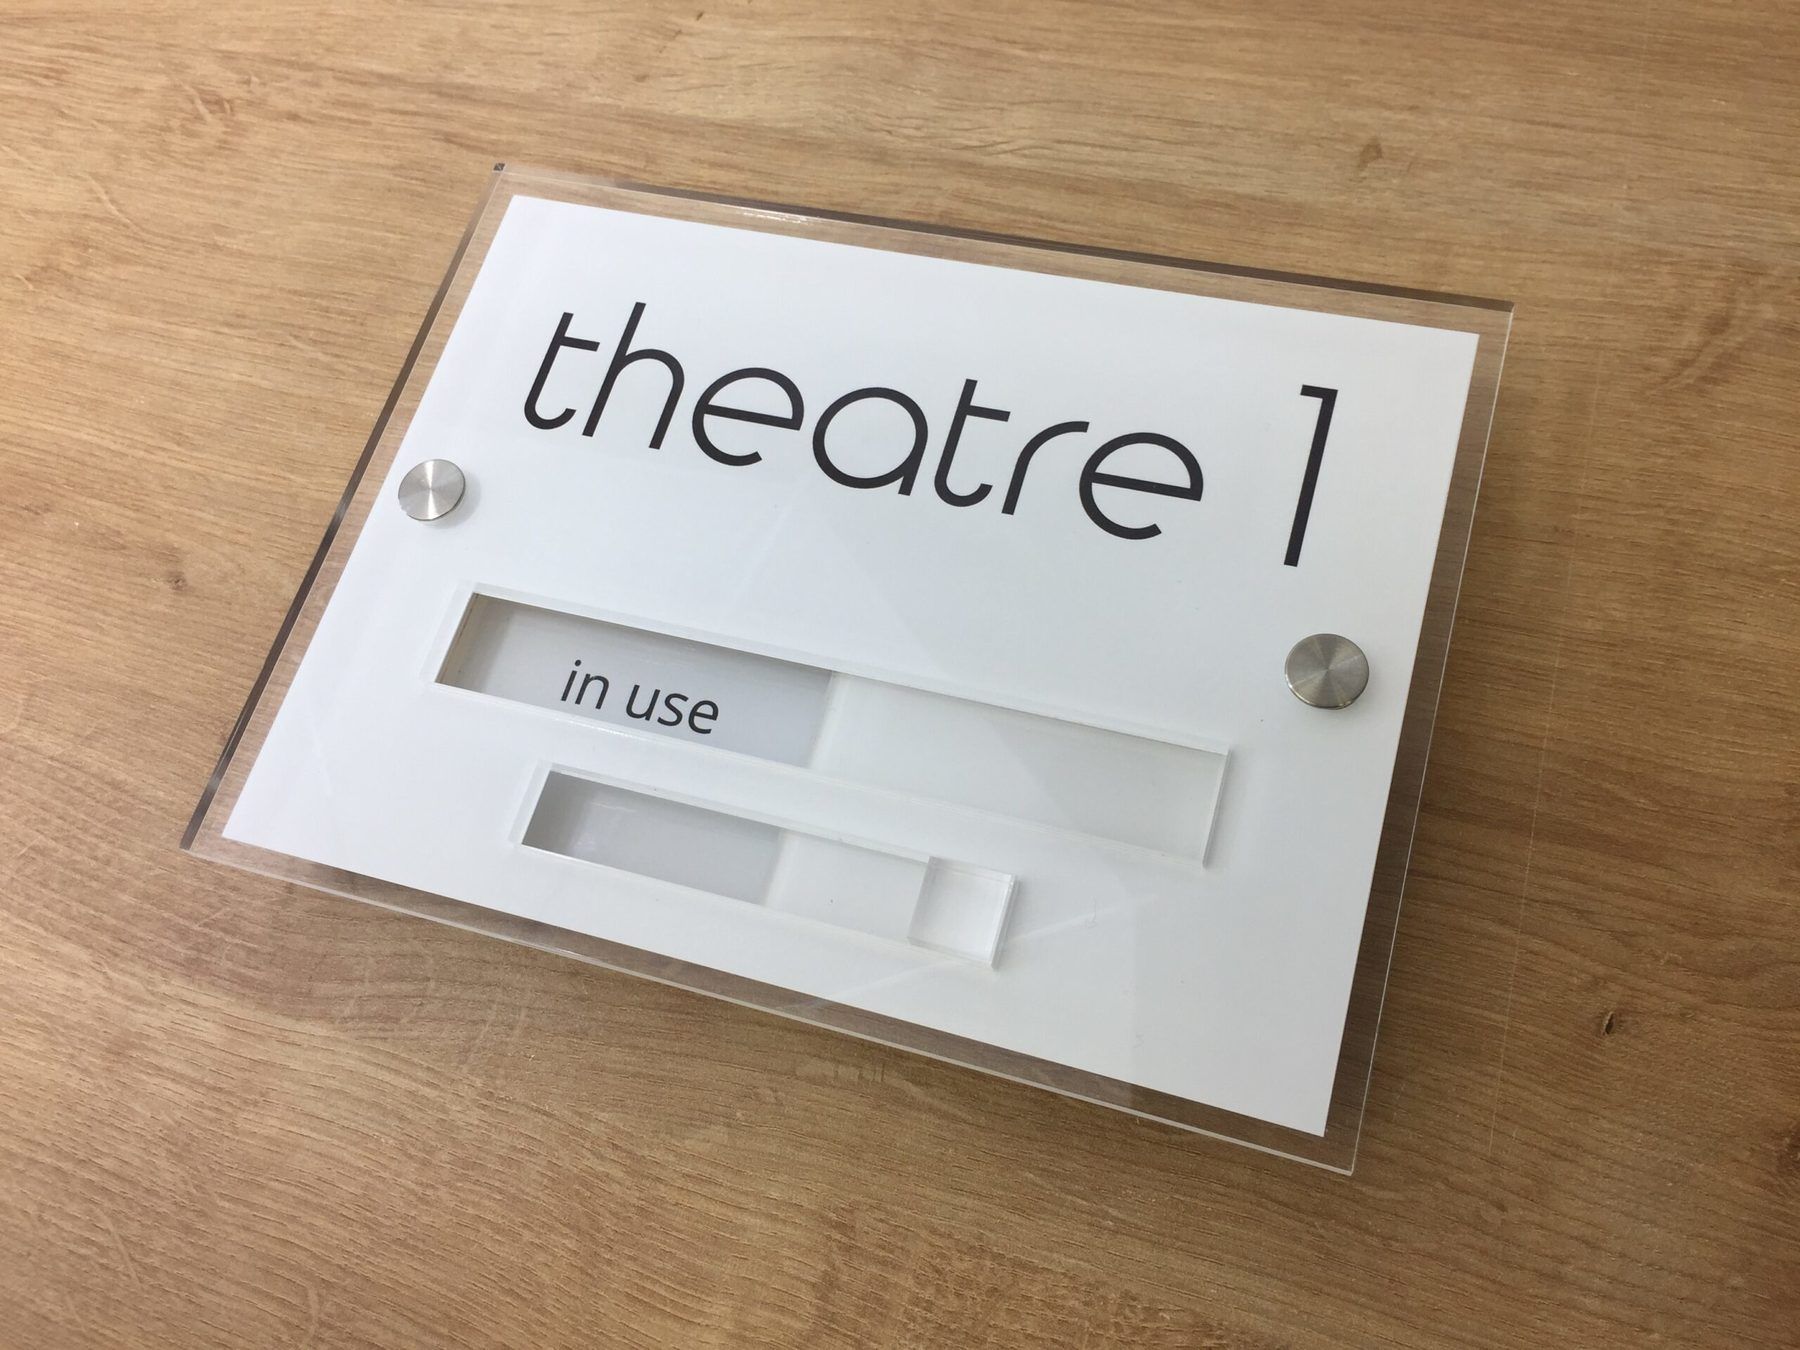 theatre 1
in use